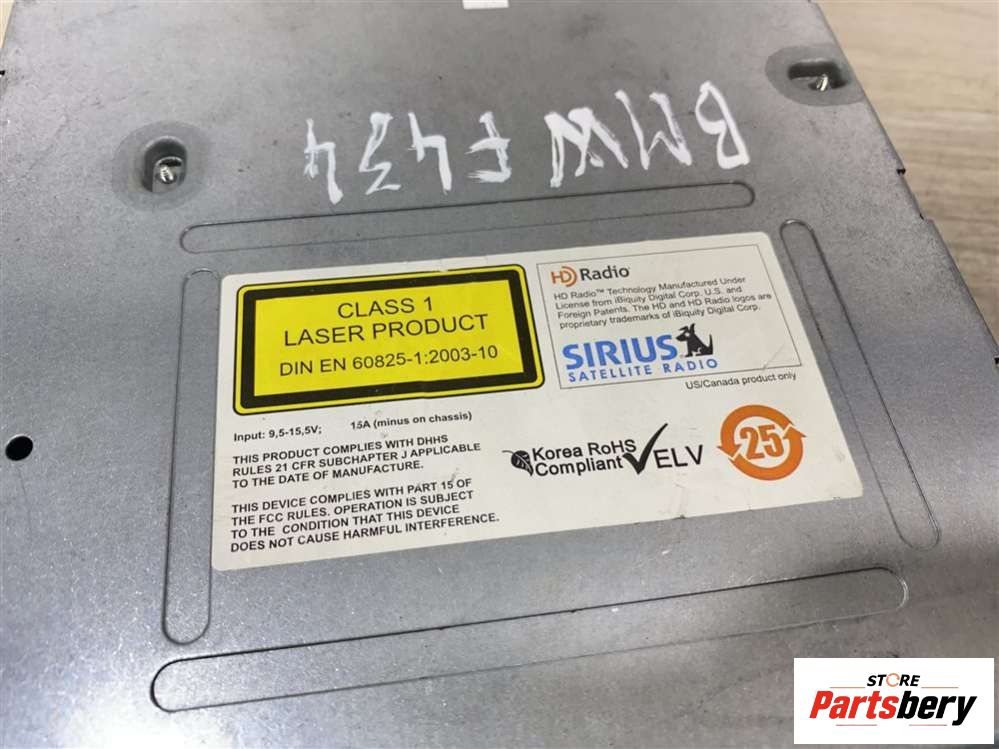 BMW F434
CLASS 1
LASER PRODUCT
DIN EN 60825-1:2003-10
HD Radio
HD Radio™ Technology Manufactured Under
License from iBiquity Digital Corp. U.S. and
Foreign Patents. The HD and HD Radio logos are
proprietary trademarks of iBiquity Digital Corp.
SIRIUS
SATELLITE RADIO
US/Canada product only
Input: 9,5-15,5V; 15A (minus on chassis)
THIS PRODUCT COMPLIES WITH DHHS
RULES 21 CFR SUBCHAPTER J APPLICABLE
TO THE DATE OF MANUFACTURE.
THIS DEVICE COMPLIES WITH PART 15 OF
THE FCC RULES. OPERATION IS SUBJECT
TO THE CONDITION THAT THIS DEVICE
DOES NOT CAUSE HARMFUL INTERFERENCE.
Korea RoHS
Compliant
ELV
25
STORE
Partsbery